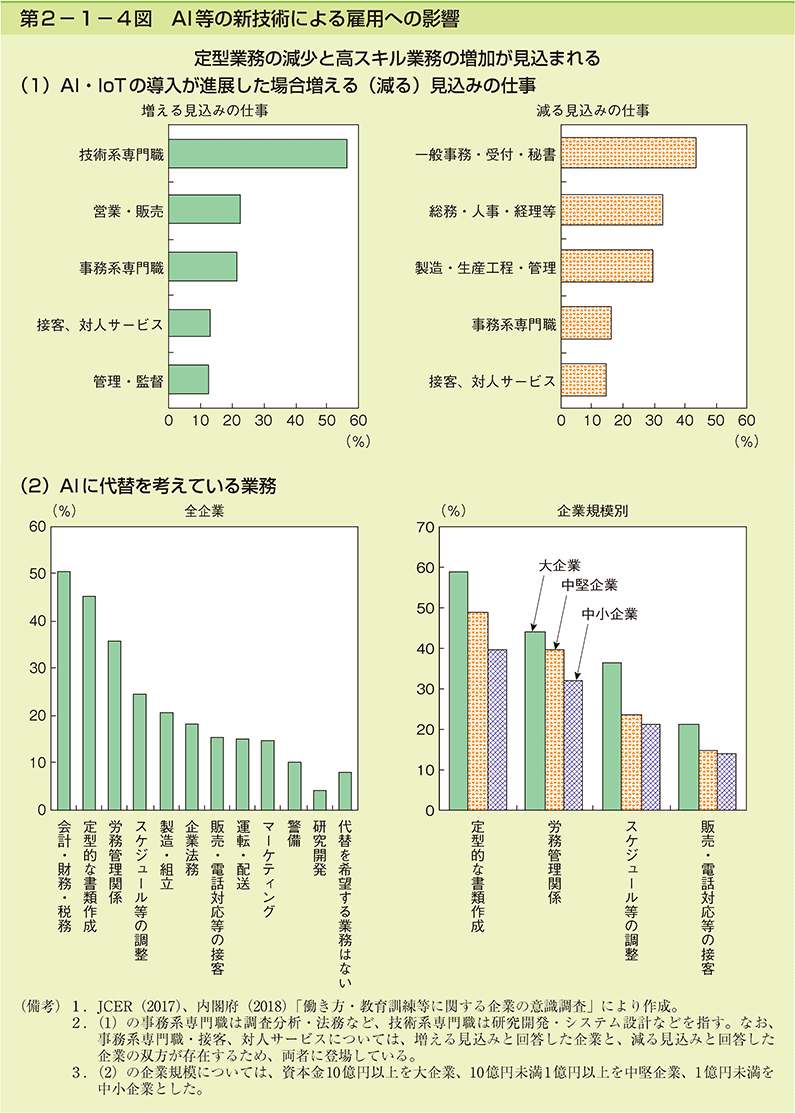 第2－1－4図　AI等の新技術による雇用への影響
定型業務の減少と高スキル業務の増加が見込まれる
（1）AI・IoTの導入が進展した場合増える（減る）見込みの仕事
増える見込みの仕事
技術系専門職
営業・販売
事務系専門職
接客、対人サービス
管理・監督
0 10 20 30 40 50 60
（%）
減る見込みの仕事
一般事務・受付・秘書
総務・人事・経理等
製造・生産工程・管理
事務系専門職
接客、対人サービス
0 10 20 30 40 50 60
（%）
（2）AIに代替を考えている業務
（%）
全企業
60
50
40
30
20
10
0
会計・財務・税務
定型的な書類作成
労務管理関係
スケジュール等の調整
製造・組立
企業法務
販売・電話対応等の接客
運転・配送
マーケティング
警備
研究開発
代替を希望する業務はない
（%）
企業規模別
70
60
50
40
30
20
10
0
大企業
中堅企業
中小企業
定型的な書類作成
労務管理関係
スケジュール等の調整
販売・電話対応等の接客
（備考）1．JCER（2017）、内閣府（2018）「働き方・教育訓練等に関する企業の意識調査」により作成。
2．（1）の事務系専門職は調査分析・法務など、技術系専門職は研究開発・システム設計などを指す。なお、
事務系専門職・接客、対人サービスについては、増える見込みと回答した企業と、減る見込みと回答した
企業の双方が存在するため、両者に登場している。
3．（2）の企業規模については、資本金10億円以上を大企業、10億円未満1億円以上を中堅企業、1億円未満を
中小企業とした。